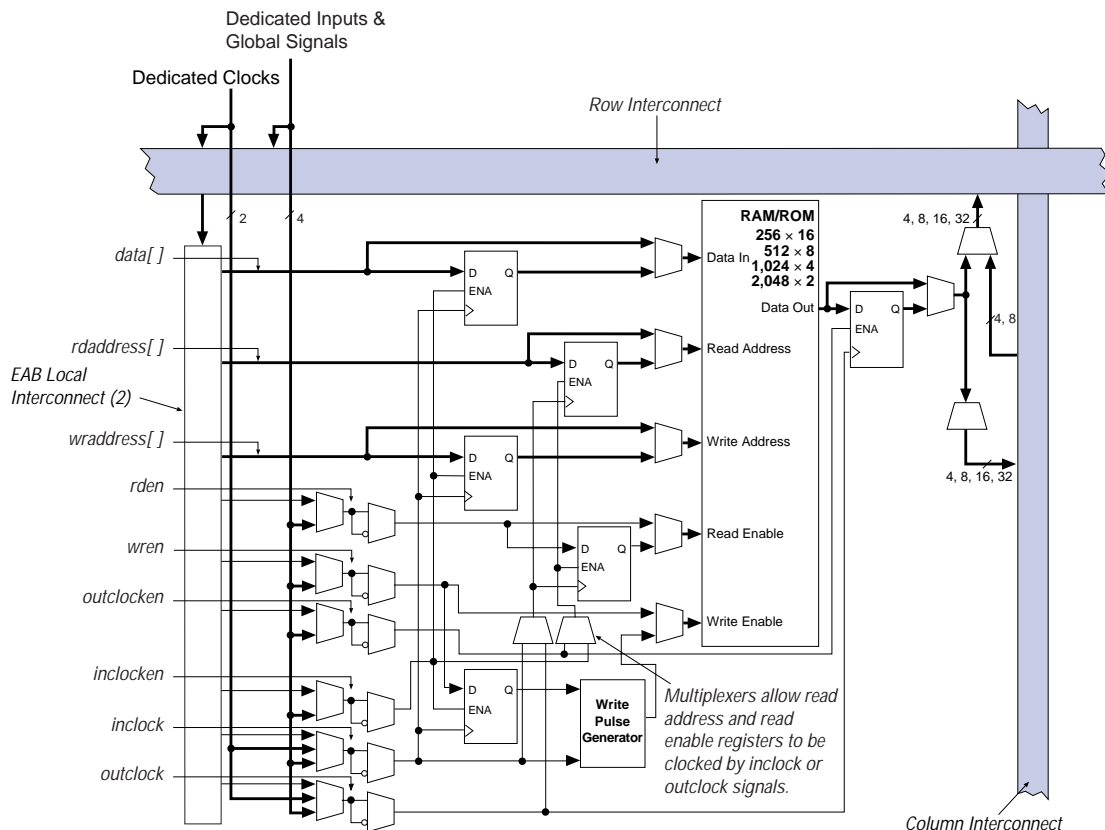 Dedicated Inputs &
Global Signals
Dedicated Clocks
Row Interconnect
2
4
4, 8, 16, 32
RAM/ROM
256 × 16
512 × 8
1,024 × 4
2,048 × 2
data[ ]
D
Q
ENA
Data In
Data Out
D
Q
ENA
4, 8
rdaddress[ ]
D
Q
ENA
Read Address
EAB Local
Interconnect (2)
wraddress[ ]
D
Q
ENA
Write Address
4, 8, 16, 32
rden
D
Q
ENA
Read Enable
wren
outclocken
Write Enable
inclocken
D
Q
ENA
Write
Pulse
Generator
Multiplexers allow read
address and read
enable registers to be
clocked by inclock or
outclock signals.
inclock
outclock
Column Interconnect